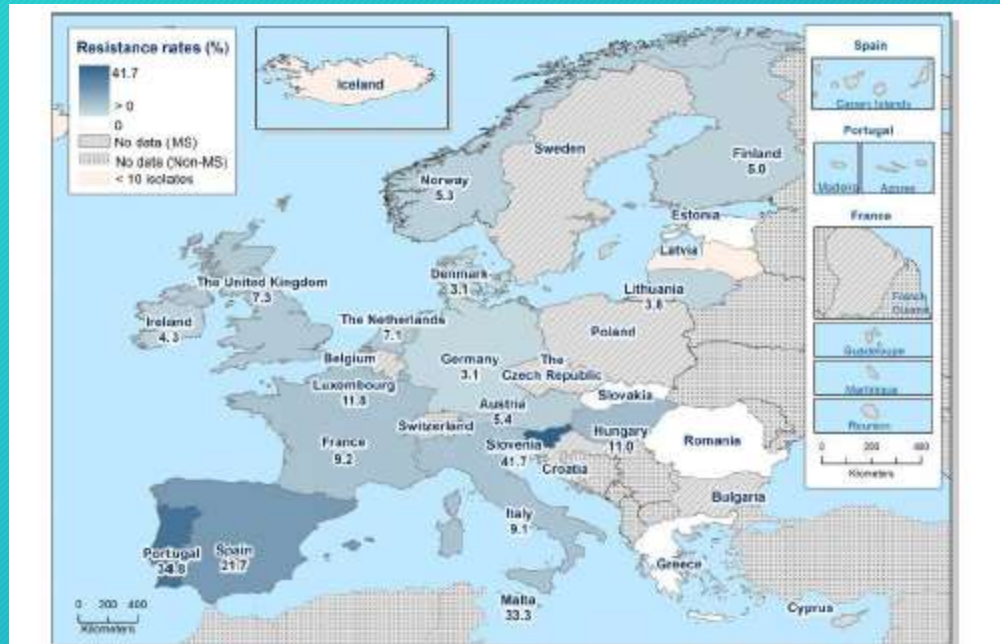 Resistance rates (%)
41.7
> 0
0
No data (MS)
No data (Non-MS)
< 10 isolates
Iceland
Spain
Canary Islands
Portugal
Madeira
Azores
France
French
Guadeloupe
Martinique
Reunion
0 200 400
Kilometers
Sweden
Finland
5.0
Norway
5.3
Estonia
Latvia
Denmark
3.1
Lithuania
3.8
The United Kingdom
7.3
Ireland
4.3
The Netherlands
7.1
Poland
Belgium
Germany
3.1
The
Czech Republic
Luxembourg
11.8
Slovakia
Austria
5.4
Switzerland
Hungary
11.0
Romania
France
9.2
Slovenia
41.7
Croatia
Bulgaria
Italy
9.1
Portugal
Spain
21.7
Greece
Malta
33.3
Cyprus
0 200 400
Kilometers